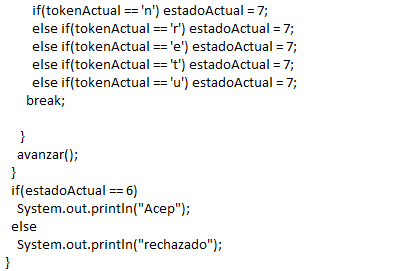 if(tokenActual == 'n') estadoActual = 7;
else if(tokenActual == 'r') estadoActual = 7;
else if(tokenActual == 'e') estadoActual = 7;
else if(tokenActual == 't') estadoActual = 7;
else if(tokenActual == 'u') estadoActual = 7;
break;
}
avanzar();
}
if(estadoActual == 6)
System.out.println("Acep");
else
System.out.println("rechazado");
}